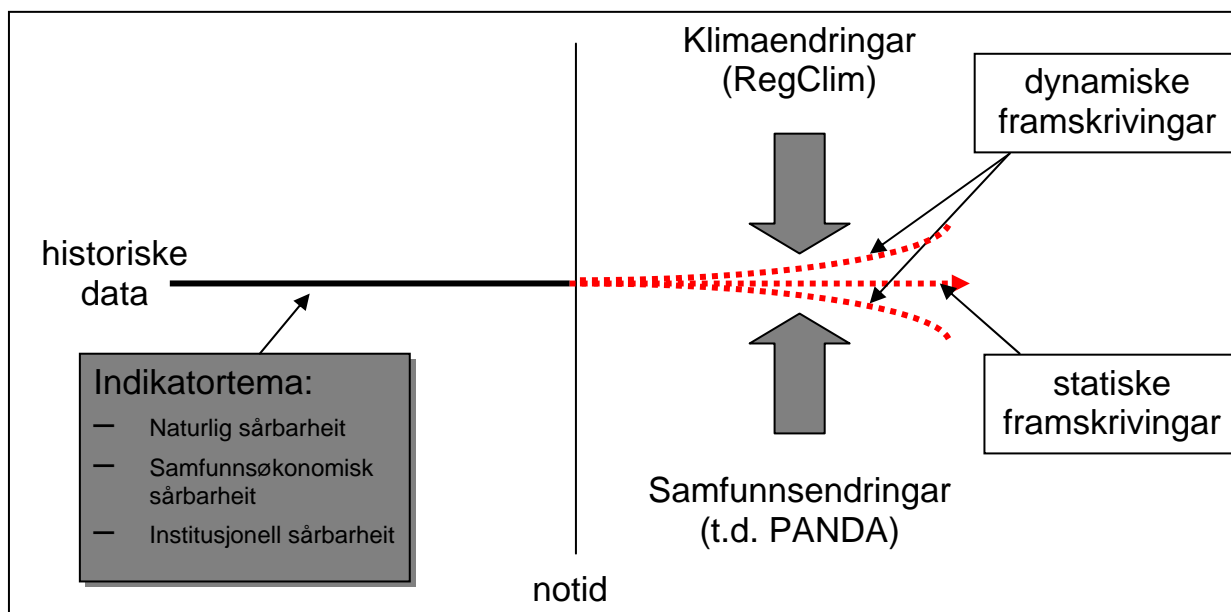 Klimaendringar
(RegClim)
dynamiske
framskrivingar
historiske
data
Indikatortema:
– Naturlig sårbarheit
– Samfunnsøkonomisk
sårbarheit
– Institusjonell sårbarheit
statiske
framskrivingar
Samfunnsendringar
(t.d. PANDA)
notid